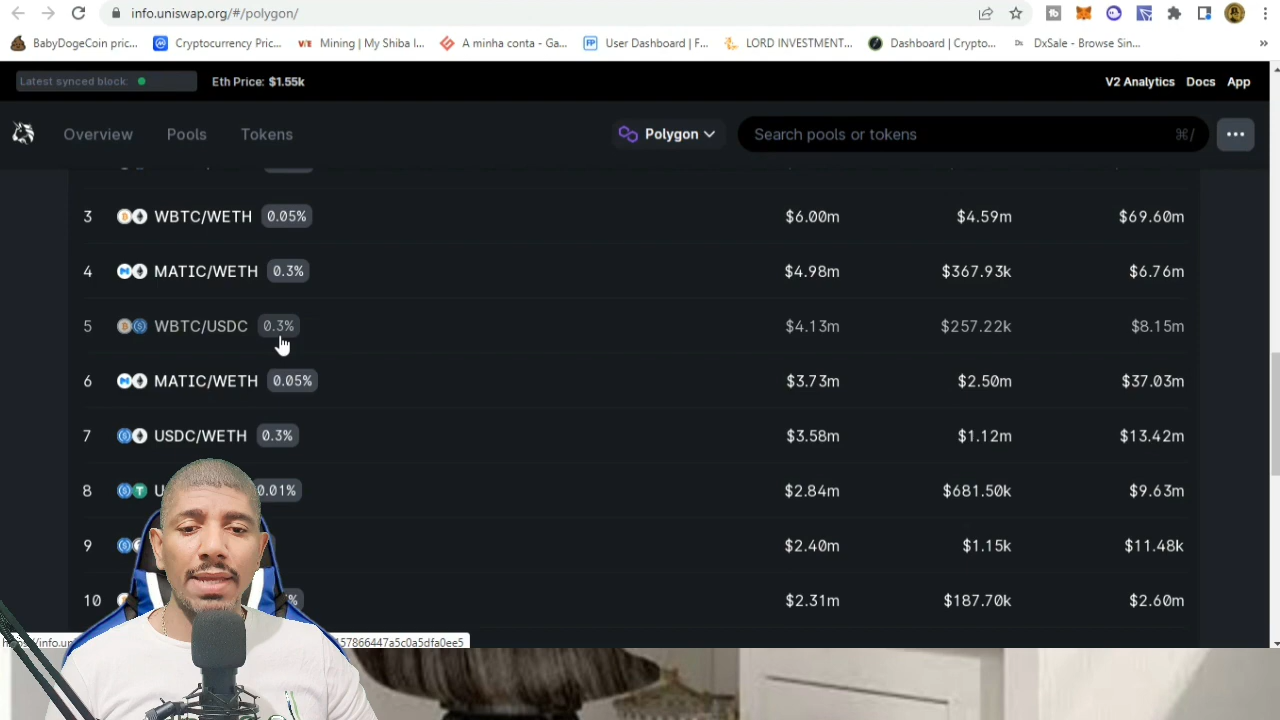 info.uniswap.org/#/polygon/
BabyDogeCoin pric... Cryptocurrency Pric... Mining | My Shiba I... A minha conta - Ga... User Dashboard | F... LORD INVESTMENT... Dashboard | Crypto... DxSale - Browse Sin... »
Latest synced block: Eth Price: $1.55k V2 Analytics Docs App
Overview Pools Tokens Polygon Search pools or tokens ⌘/
3 WBTC/WETH 0.05% $6.00m $4.59m $69.60m
4 MATIC/WETH 0.3% $4.98m $367.93k $6.76m
5 WBTC/USDC 0.3% $4.13m $257.22k $8.15m
6 MATIC/WETH 0.05% $3.73m $2.50m $37.03m
7 USDC/WETH 0.3% $3.58m $1.12m $13.42m
8 0.01% $2.84m $681.50k $9.63m
9 $2.40m $1.15k $11.48k
10 $2.31m $187.70k $2.60m